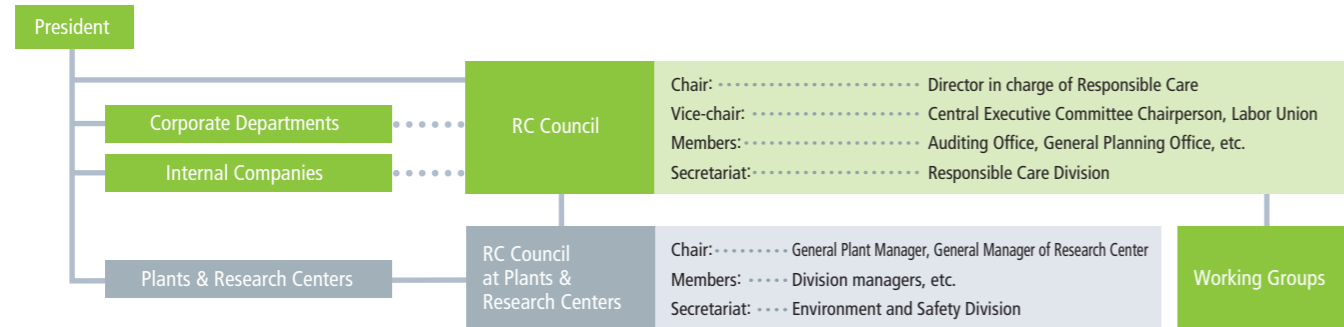 President
Corporate Departments
Internal Companies
RC Council
Chair: Director in charge of Responsible Care
Vice-chair: Central Executive Committee Chairperson, Labor Union
Members: Auditing Office, General Planning Office, etc.
Secretariat: Responsible Care Division
Plants & Research Centers
RC Council
at Plants &
Research Centers
Chair: General Plant Manager, General Manager of Research Center
Members: Division managers, etc.
Secretariat: Environment and Safety Division
Working Groups